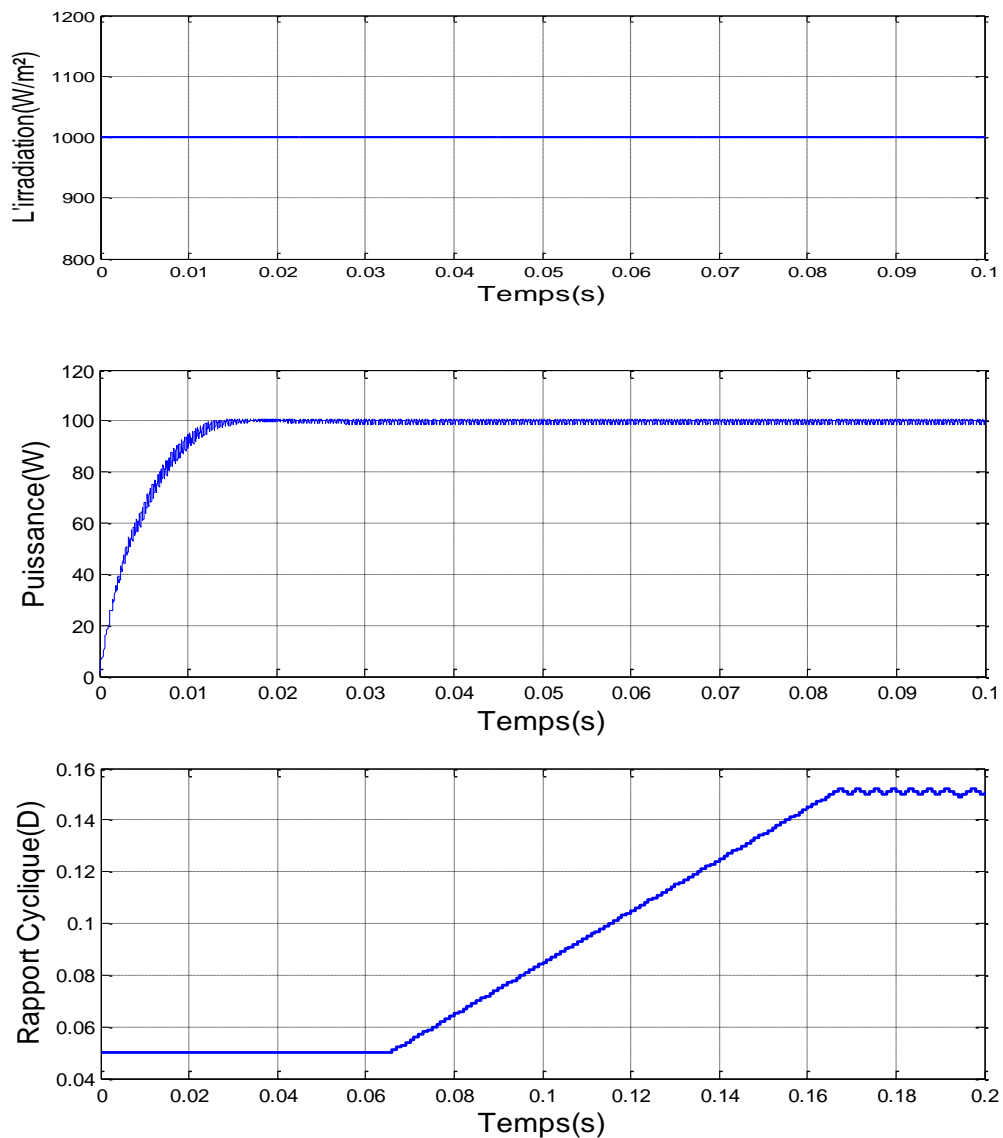 L'irradiation(W/m²)
1200
1100
1000
900
800
0 0.01 0.02 0.03 0.04 0.05 0.06 0.07 0.08 0.09 0.1
Temps(s)
Puissance(W)
120
100
80
60
40
20
0
0 0.01 0.02 0.03 0.04 0.05 0.06 0.07 0.08 0.09 0.1
Temps(s)
Rapport Cyclique(D)
0.16
0.14
0.12
0.1
0.08
0.06
0.04
0 0.02 0.04 0.06 0.08 0.1 0.12 0.14 0.16 0.18 0.2
Temps(s)